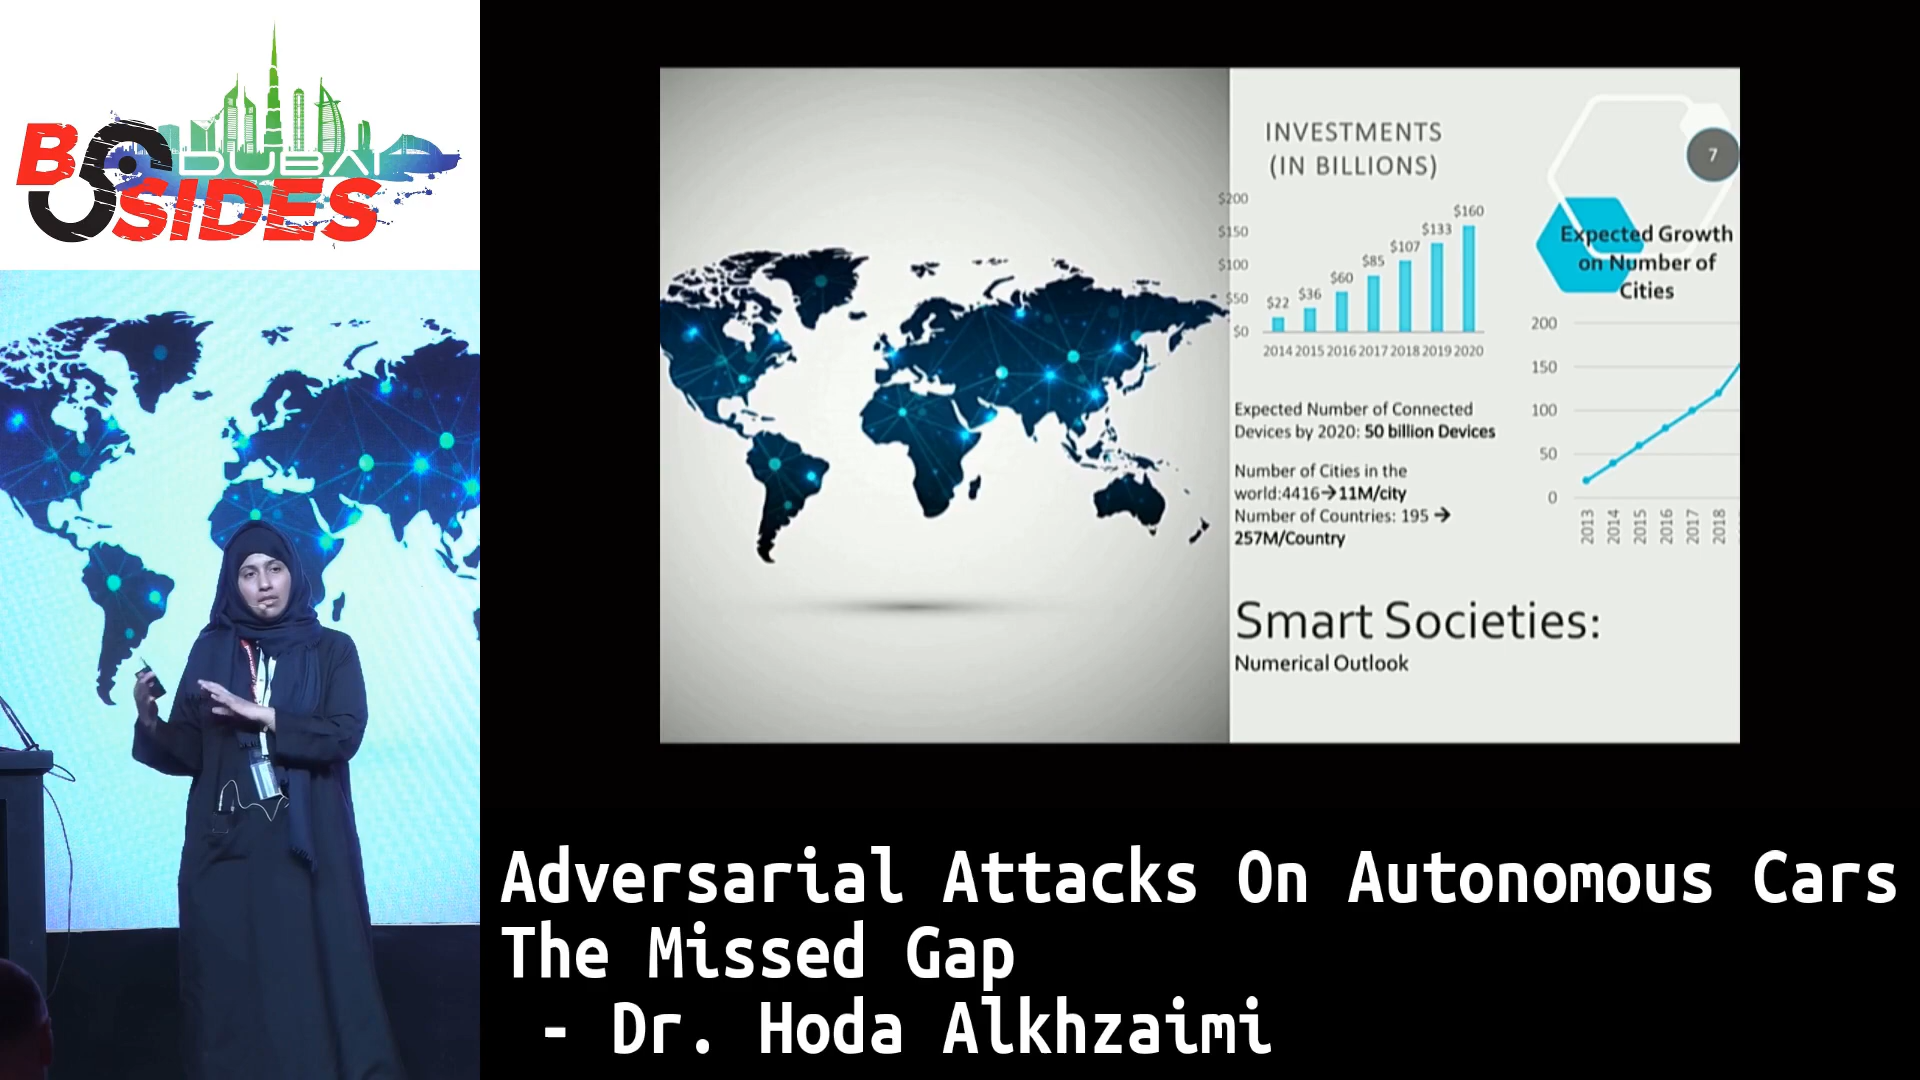 BSIDES
DUBAI
INVESTMENTS
(IN BILLIONS)
$200
$150
$100
$50
$0
$22
$36
$60
$85
$107
$133
$160
2014 2015 2016 2017 2018 2019 2020
7
Expected Growth
on Number of
Cities
200
150
100
50
0
2013
2014
2015
2016
2017
2018
Expected Number of Connected
Devices by 2020: 50 billion Devices
Number of Cities in the
world:4416→11M/city
Number of Countries: 195 →
257M/Country
Smart Societies:
Numerical Outlook
Adversarial Attacks On Autonomous Cars
The Missed Gap
- Dr. Hoda Alkhzaimi